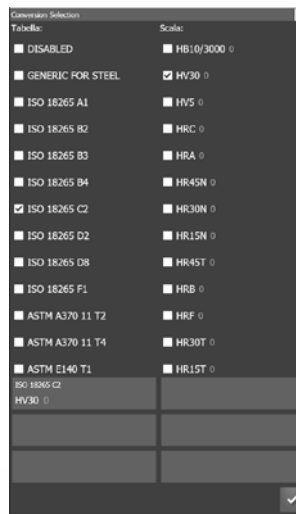 Conversion Selection
Tabella:
Scala:
DISABLED
HB10/3000 0
GENERIC FOR STEEL
HV30 0
ISO 18265 A1
HV5 0
ISO 18265 B2
HRC 0
ISO 18265 B3
HRA 0
ISO 18265 B4
HR45N 0
ISO 18265 C2
HR30N 0
ISO 18265 D2
HR15N 0
ISO 18265 D8
HR45T 0
ISO 18265 F1
HRB 0
ASTM A370 11 T2
HRF 0
ASTM A370 11 T4
HR30T 0
ASTM E140 T1
HR15T 0
ISO 18265 C2
HV30 0